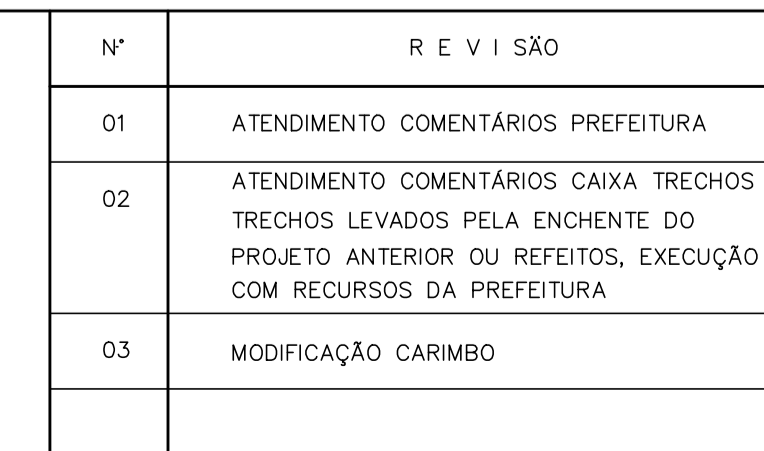 N° R E V I SÄO
01 ATENDIMENTO COMENTÁRIOS PREFEITURA
02 ATENDIMENTO COMENTÁRIOS CAIXA TRECHOS
TRECHOS LEVADOS PELA ENCHENTE DO
PROJETO ANTERIOR OU REFEITOS, EXECUÇÃO
COM RECURSOS DA PREFEITURA
03 MODIFICAÇÃO CARIMBO